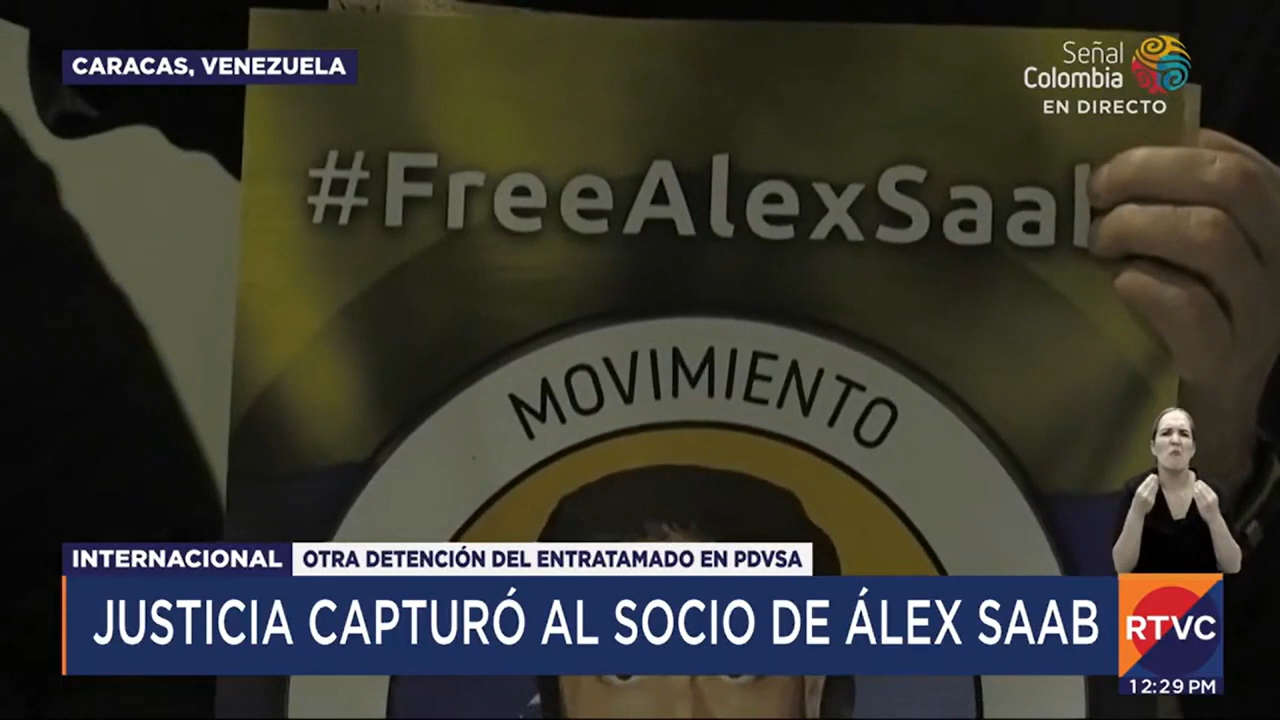 CARACAS, VENEZUELA
Señal
Colombia
EN DIRECTO
#FreeAlexSaab
MOVIMIENTO
INTERNACIONAL
OTRA DETENCIÓN DEL ENTRATAMADO EN PDVSA
JUSTICIA CAPTURÓ AL SOCIO DE ÁLEX SAAB
RTVC
12:29 PM